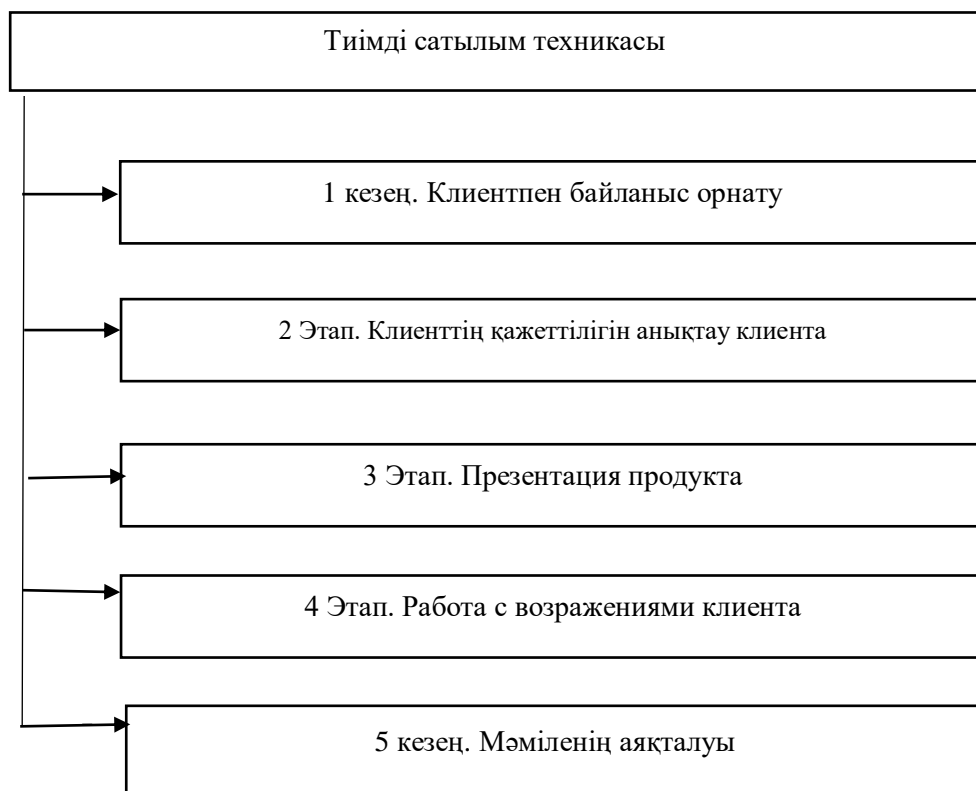 Тиімді сатылым техникасы
1 кезең. Клиентпен байланыс орнату
2 Этап. Клиенттің қажеттілігін анықтау клиента
3 Этап. Презентация продукта
4 Этап. Работа с возражениями клиента
5 кезең. Мәміленің аяқталуы